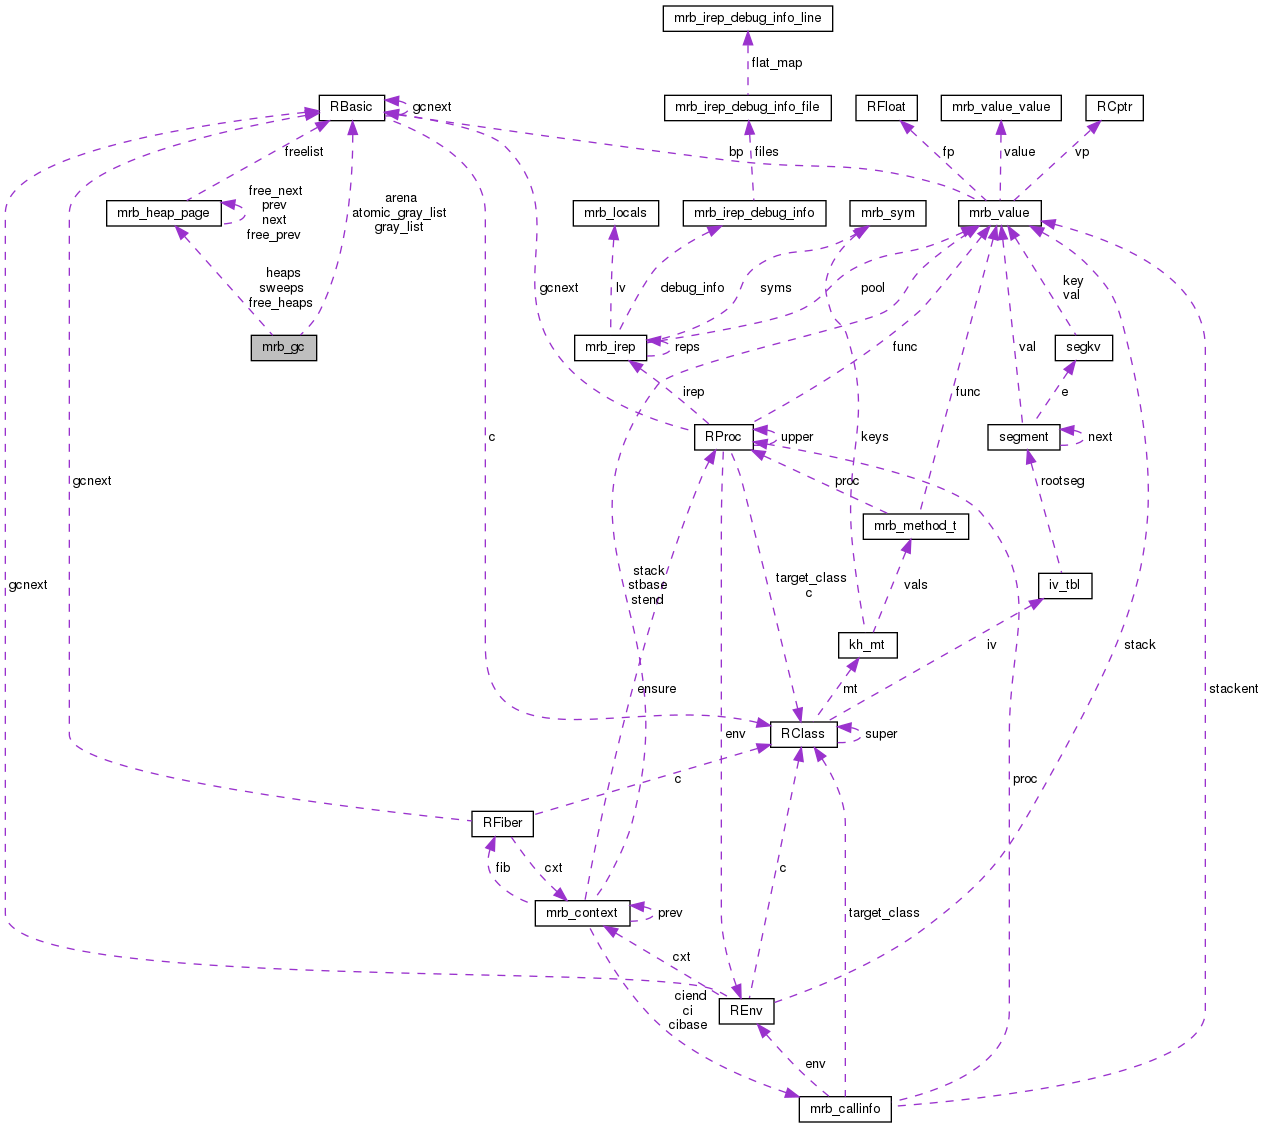 mrb_irep_debug_info_line
flat_map
RBasic
gcnext
mrb_irep_debug_info_file
RFloat
mrb_value_value
RCptr
freelist
bp
files
fp
value
vp
mrb_heap_page
free_next
prev
next
free_prev
arena
atomic_gray_list
gray_list
mrb_locals
mrb_irep_debug_info
mrb_sym
mrb_value
heaps
sweeps
free_heaps
gcnext
lv
debug_info
syms
pool
key
val
mrb_gc
mrb_irep
reps
func
val
segkv
irep
func
e
c
RProc
upper
keys
segment
next
gcnext
proc
rootseg
mrb_method_t
gcnext
stack
stbase
stend
target_class
c
vals
iv_tbl
kh_mt
iv
stack
ensure
mt
stackent
env
RClass
super
c
proc
RFiber
fib
cxt
c
mrb_context
prev
target_class
cxt
ciend
ci
cibase
REnv
env
mrb_callinfo